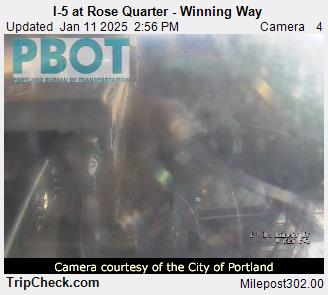 I-5 at Rose Quarter - Winning Way
Updated Jan 11 2025 2:56 PM Camera 4
PBOT
PORTLAND BUREAU OF TRANSPORTATION
Camera courtesy of the City of Portland
TripCheck.com Milepost302.00